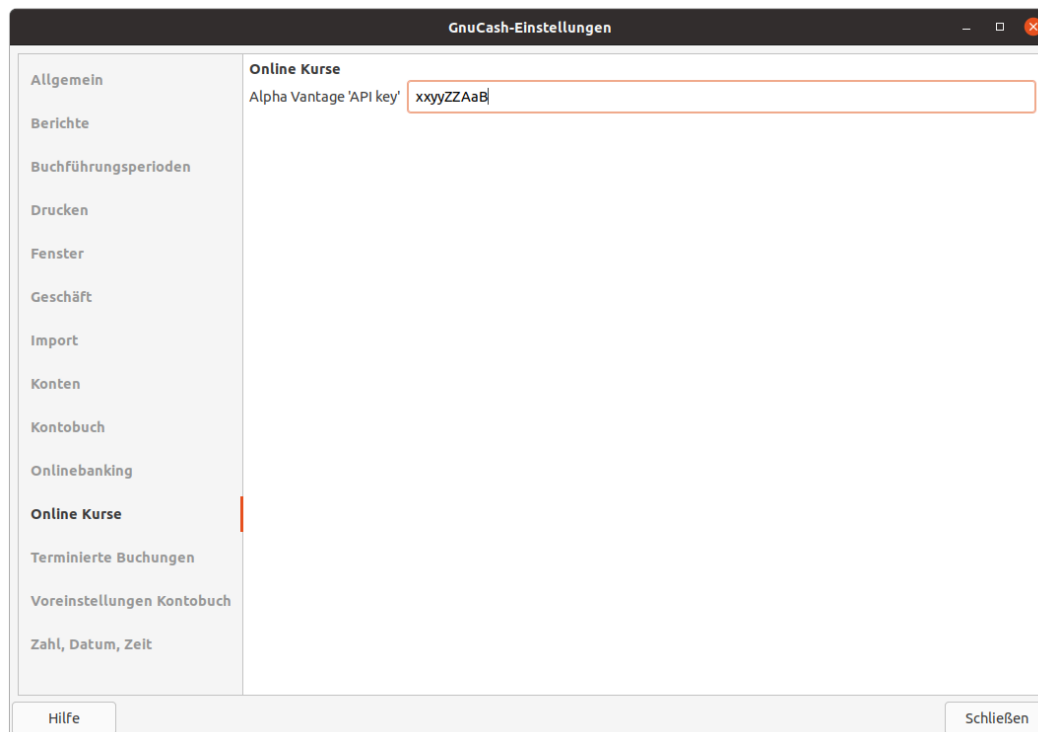 GnuCash-Einstellungen
Allgemein
Berichte
Buchführungsperioden
Drucken
Fenster
Geschäft
Import
Konten
Kontobuch
Onlinebanking
Online Kurse
Terminierte Buchungen
Voreinstellungen Kontobuch
Zahl, Datum, Zeit
Online Kurse
Alpha Vantage 'API key' xxyyZZAaB
Hilfe
Schließen